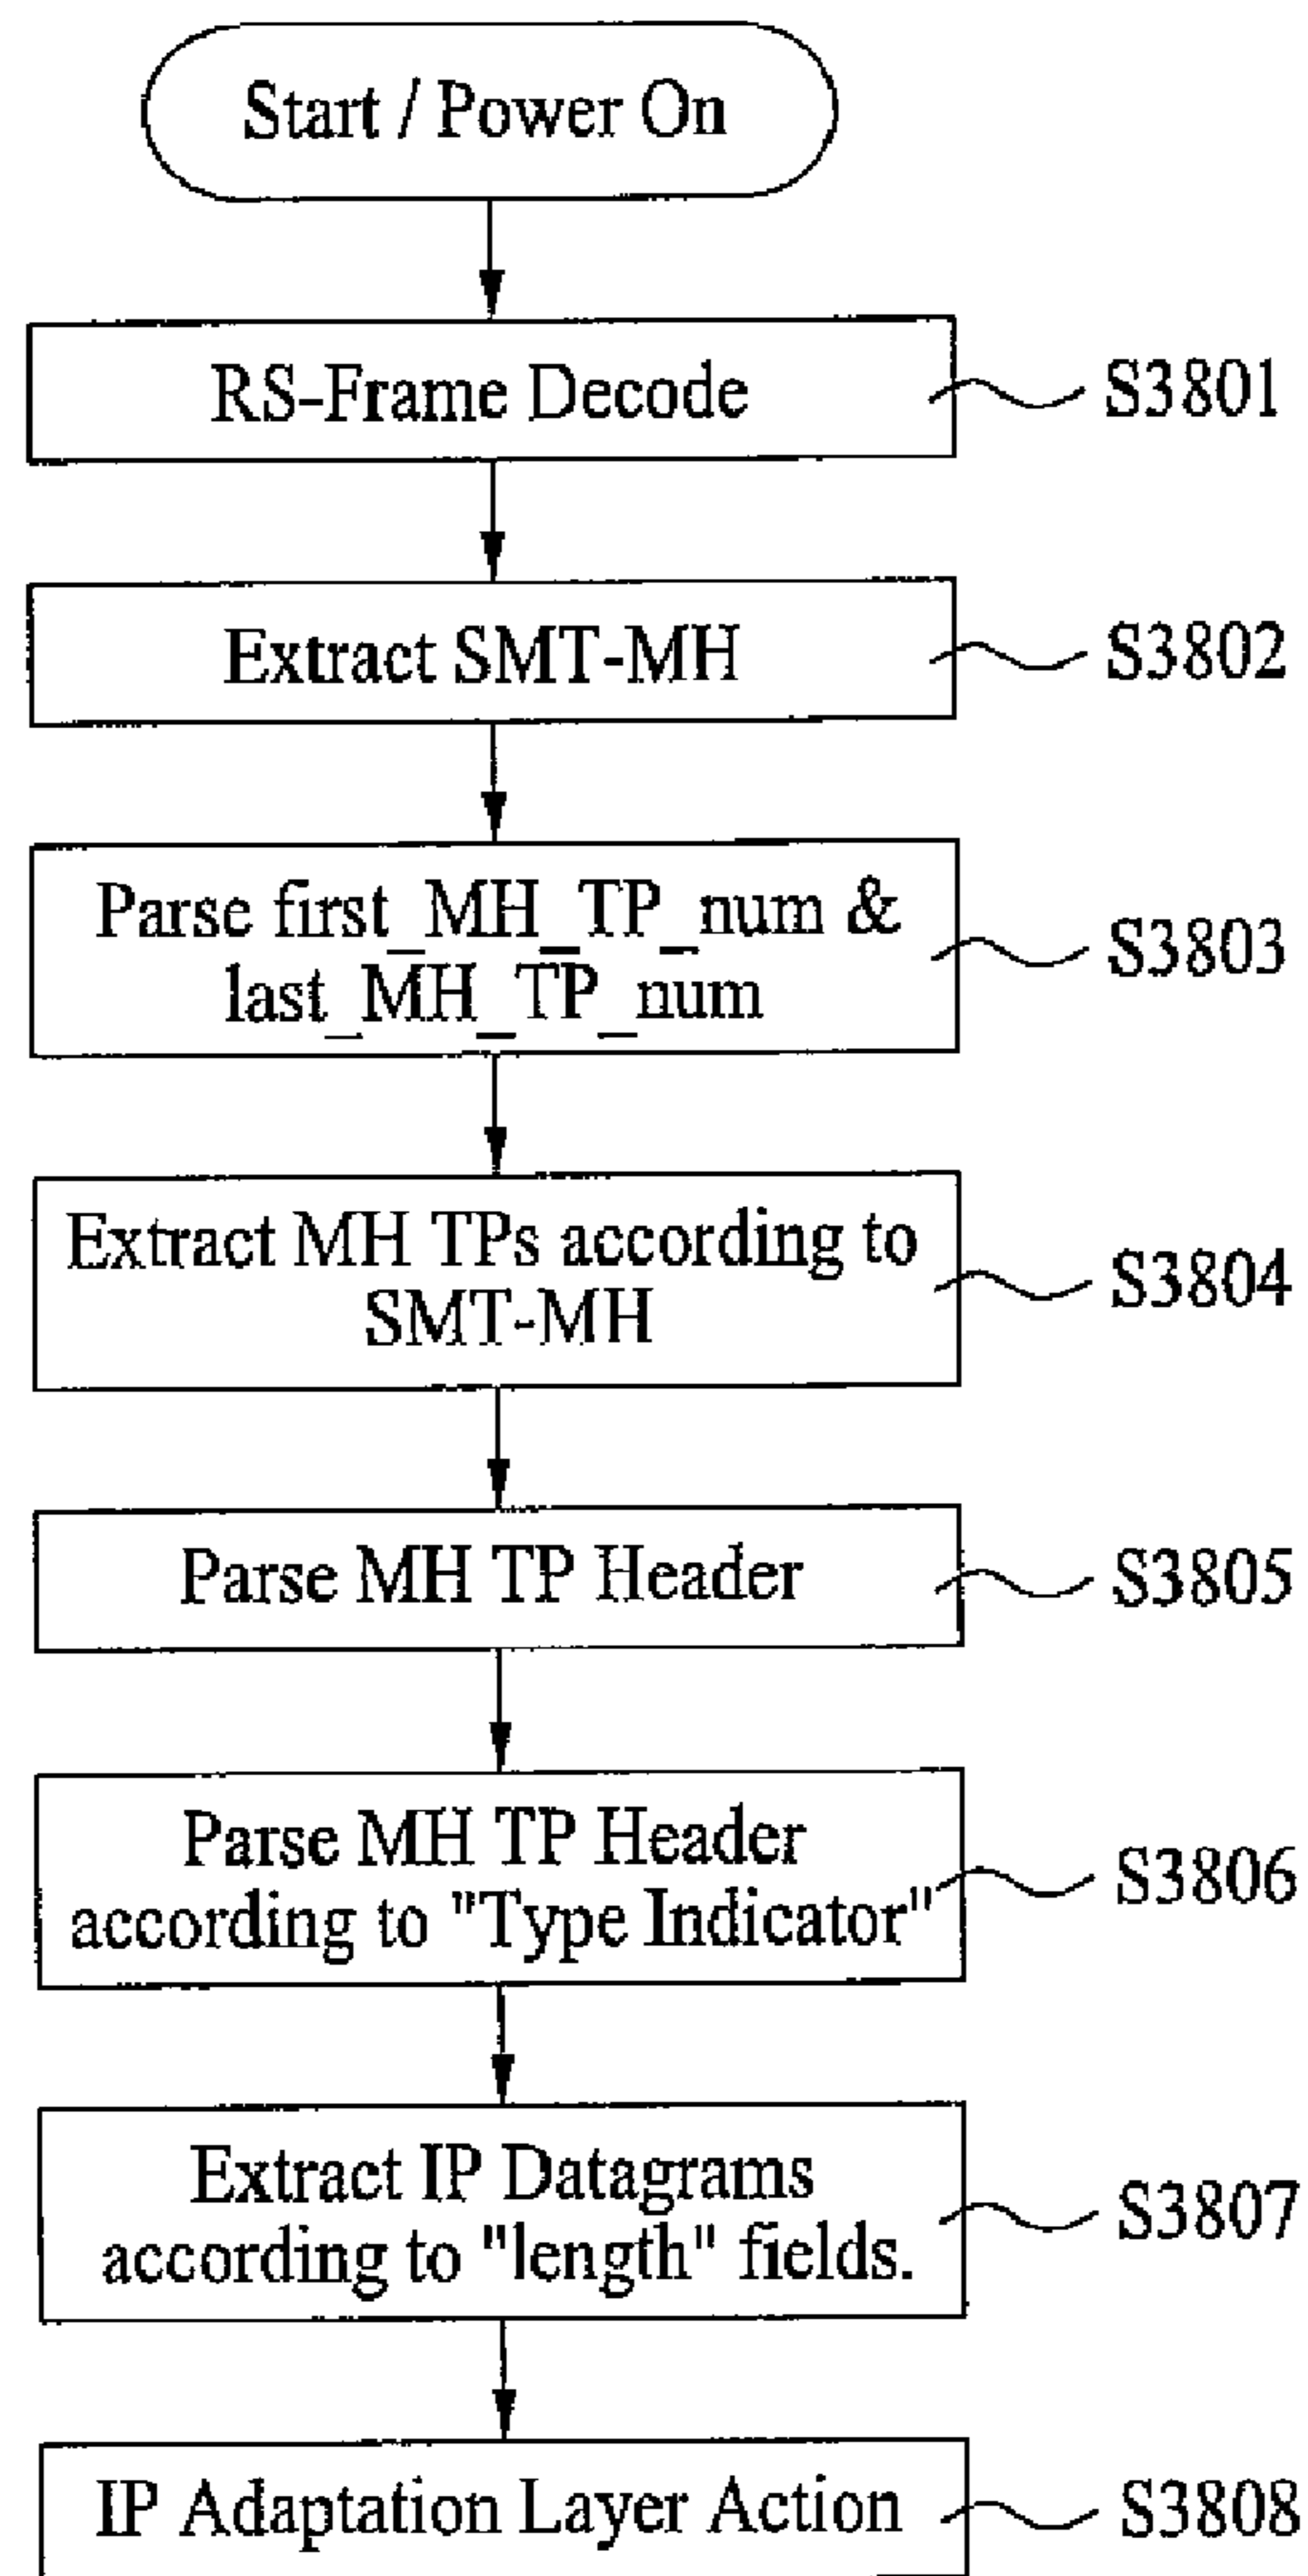 Start / Power On
RS-Frame Decode
S3801
Extract SMT-MH
S3802
Parse first_MH_TP_num &
last_MH_TP_num
S3803
Extract MH TPs according to
SMT-MH
S3804
Parse MH TP Header
S3805
Parse MH TP Header
according to "Type Indicator"
S3806
Extract IP Datagrams
according to "length" fields.
S3807
IP Adaptation Layer Action
S3808